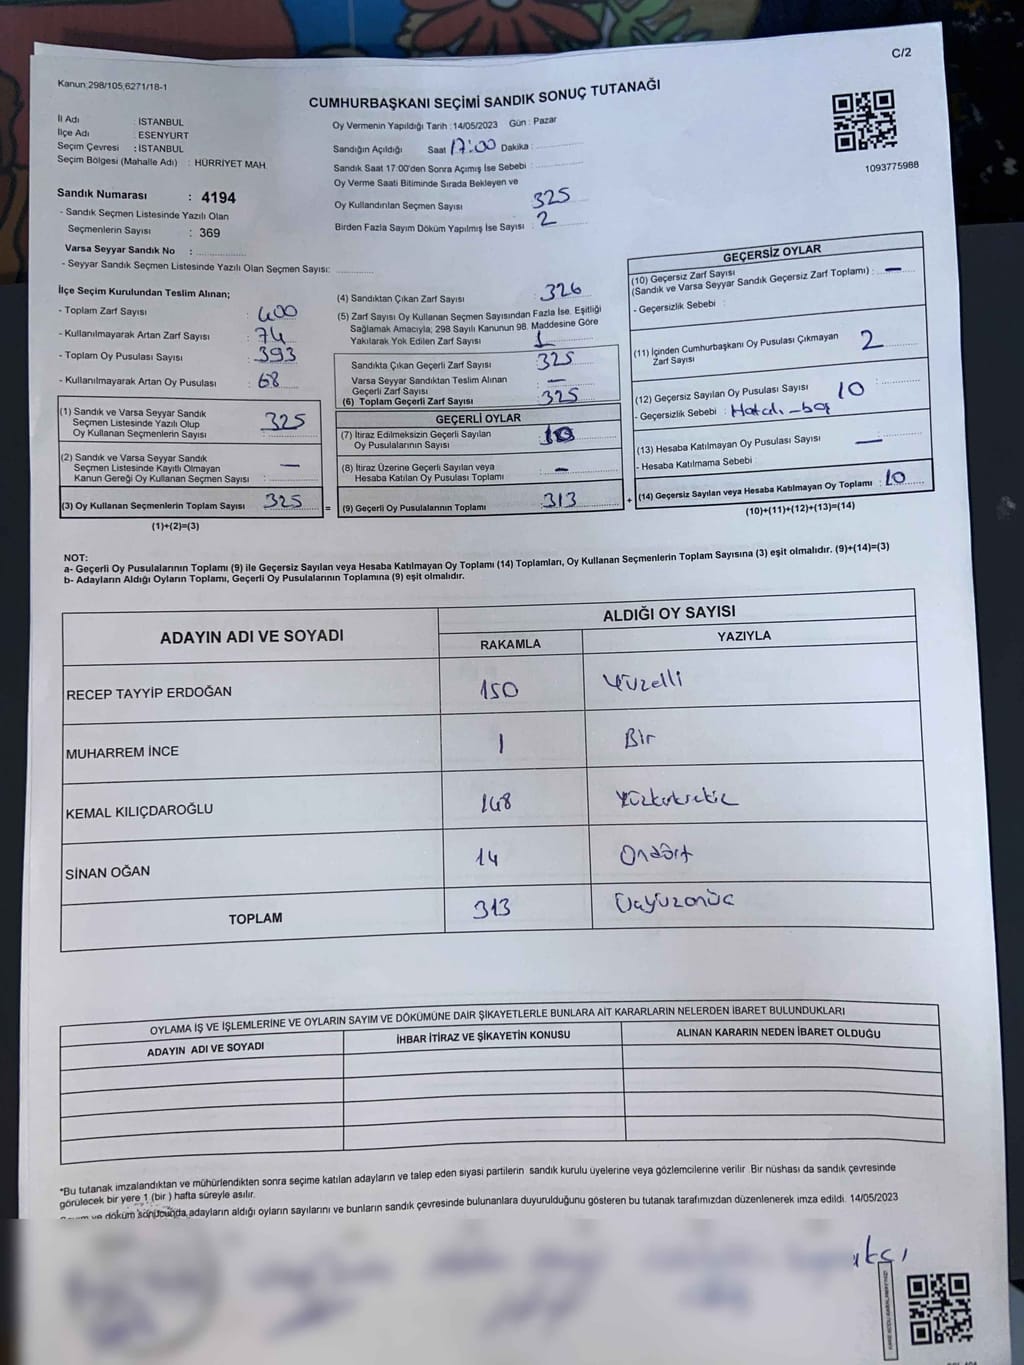 C/2
Kanun:298/105,6271/18-1
CUMHURBAŞKANI SEÇİMİ SANDIK SONUÇ TUTANAĞI
İl Adı : İSTANBUL
İlçe Adı : ESENYURT
Seçim Çevresi : İSTANBUL
Seçim Bölgesi (Mahalle Adı) : HÜRRİYET MAH.
Oy Vermenin Yapıldığı Tarih :14/05/2023 Gün : Pazar
Sandığın Açıldığı Saat 17:00 Dakika :
Sandık Saat 17:00'den Sonra Açımış İse Sebebi :
Oy Verme Saati Bitiminde Sırada Bekleyen ve
Oy Kullandırılan Seçmen Sayısı 325
Birden Fazla Sayım Döküm Yapılmış İse Sayısı : 2
1093775988
Sandık Numarası : 4194
- Sandık Seçmen Listesinde Yazılı Olan
Seçmenlerin Sayısı : 369
Varsa Seyyar Sandık No :
- Seyyar Sandık Seçmen Listesinde Yazılı Olan Seçmen Sayısı:
İlçe Seçim Kurulundan Teslim Alınan;
- Toplam Zarf Sayısı : 400
- Kullanılmayarak Artan Zarf Sayısı : 74
- Toplam Oy Pusulası Sayısı : 393
- Kullanılmayarak Artan Oy Pusulası : 68
(1) Sandık ve Varsa Seyyar Sandık
Seçmen Listesinde Yazılı Olup
Oy Kullanan Seçmenlerin Sayısı : 325
(2) Sandık ve Varsa Seyyar Sandık
Seçmen Listesinde Kayıtlı Olmayan
Kanun Gereği Oy Kullanan Seçmen Sayısı : —
(3) Oy Kullanan Seçmenlerin Toplam Sayısı : 325
(1)+(2)=(3)
=
(4) Sandıktan Çıkan Zarf Sayısı : 326
(5) Zarf Sayısı Oy Kullanan Seçmen Sayısından Fazla İse, Eşitliği
Sağlamak Amacıyla; 298 Sayılı Kanunun 98. Maddesine Göre
Yakılarak Yok Edilen Zarf Sayısı : 1
Sandıkta Çıkan Geçerli Zarf Sayısı : 325
Varsa Seyyar Sandıktan Teslim Alınan
Geçerli Zarf Sayısı : —
(6) Toplam Geçerli Zarf Sayısı : 325
GEÇERLİ OYLAR
(7) İtiraz Edilmeksizin Geçerli Sayılan
Oy Pusulalarının Sayısı :
(8) İtiraz Üzerine Geçerli Sayılan veya
Hesaba Katılan Oy Pusulası Toplamı : —
(9) Geçerli Oy Pusulalarının Toplamı : 313
+
GEÇERSİZ OYLAR
(10) Geçersiz Zarf Sayısı
(Sandık ve Varsa Seyyar Sandık Geçersiz Zarf Toplamı) : —
- Geçersizlik Sebebi :
(11) İçinden Cumhurbaşkanı Oy Pusulası Çıkmayan
Zarf Sayısı 2
(12) Geçersiz Sayılan Oy Pusulası Sayısı : 10
- Geçersizlik Sebebi :
(13) Hesaba Katılmayan Oy Pusulası Sayısı : —
- Hesaba Katılmama Sebebi :
(14) Geçersiz Sayılan veya Hesaba Katılmayan Oy Toplamı : 10
(10)+(11)+(12)+(13)=(14)
NOT:
a- Geçerli Oy Pusulalarının Toplamı (9) ile Geçersiz Sayılan veya Hesaba Katılmayan Oy Toplamı (14) Toplamları, Oy Kullanan Seçmenlerin Toplam Sayısına (3) eşit olmalıdır. (9)+(14)=(3)
b- Adayların Aldığı Oyların Toplamı, Geçerli Oy Pusulalarının Toplamına (9) eşit olmalıdır.
ADAYIN ADI VE SOYADI
ALDIĞI OY SAYISI
RAKAMLA YAZIYLA
RECEP TAYYİP ERDOĞAN 150 Yüzelli
MUHARREM İNCE 1 Bir
KEMAL KILIÇDAROĞLU 148 Yüzkırksekiz
SİNAN OĞAN 14 Ondört
TOPLAM 313 Üçyüzonüç
OYLAMA İŞ VE İŞLEMLERİNE VE OYLARIN SAYIM VE DÖKÜMÜNE DAİR ŞİKAYETLERLE BUNLARA AİT KARARLARIN NELERDEN İBARET BULUNDUKLARI
ADAYIN ADI VE SOYADI İHBAR İTİRAZ VE ŞİKAYETİN KONUSU ALINAN KARARIN NEDEN İBARET OLDUĞU
*Bu tutanak imzalandıktan ve mühürlendikten sonra seçime katılan adayların ve talep eden siyasi partilerin sandık kurulu üyelerine veya gözlemcilerine verilir. Bir nüshası da sandık çevresinde
görülecek bir yere 1 (bir ) hafta süreyle asılır.
ve döküm sonucunda adayların aldığı oyların sayılarını ve bunların sandık çevresinde bulunanlara duyurulduğunu gösteren bu tutanak tarafımızdan düzenlenerek imza edildi. 14/05/2023